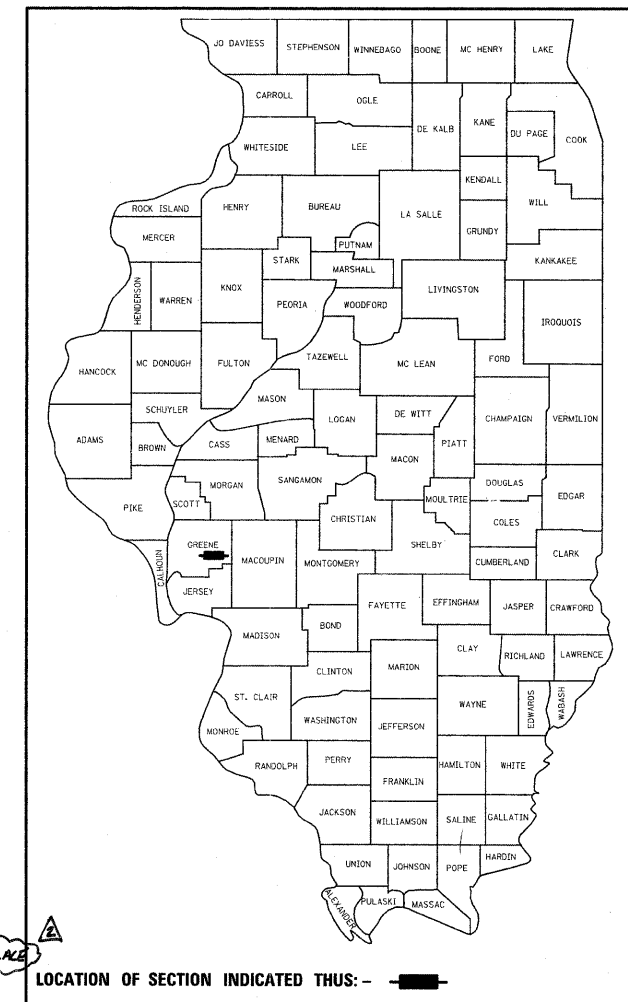 JO DAVIESS STEPHENSON WINNEBAGO BOONE MC HENRY LAKE
CARROLL OGLE DE KALB KANE DU PAGE COOK
WHITESIDE LEE KENDALL WILL
ROCK ISLAND HENRY BUREAU LA SALLE GRUNDY
MERCER PUTNAM KANKAKEE
STARK MARSHALL
HENDERSON WARREN KNOX PEORIA WOODFORD LIVINGSTON IROQUOIS
HANCOCK MC DONOUGH FULTON TAZEWELL MC LEAN FORD
MASON
SCHUYLER LOGAN DE WITT CHAMPAIGN VERMILION
ADAMS BROWN CASS MENARD MACON PIATT
MORGAN SANGAMON DOUGLAS
PIKE SCOTT CHRISTIAN MOULTRIE COLES EDGAR
GREENE SHELBY
CALHOUN MACOUPIN MONTGOMERY CUMBERLAND CLARK
JERSEY FAYETTE EFFINGHAM JASPER CRAWFORD
MADISON BOND
CLAY RICHLAND LAWRENCE
CLINTON MARION
ST. CLAIR WAYNE EDWARDS WABASH
MONROE WASHINGTON JEFFERSON
RANDOLPH PERRY HAMILTON WHITE
FRANKLIN
JACKSON WILLIAMSON SALINE GALLATIN
UNION JOHNSON POPE HARDIN
ALEXANDER PULASKI MASSAC
2
ALE
LOCATION OF SECTION INDICATED THUS: -